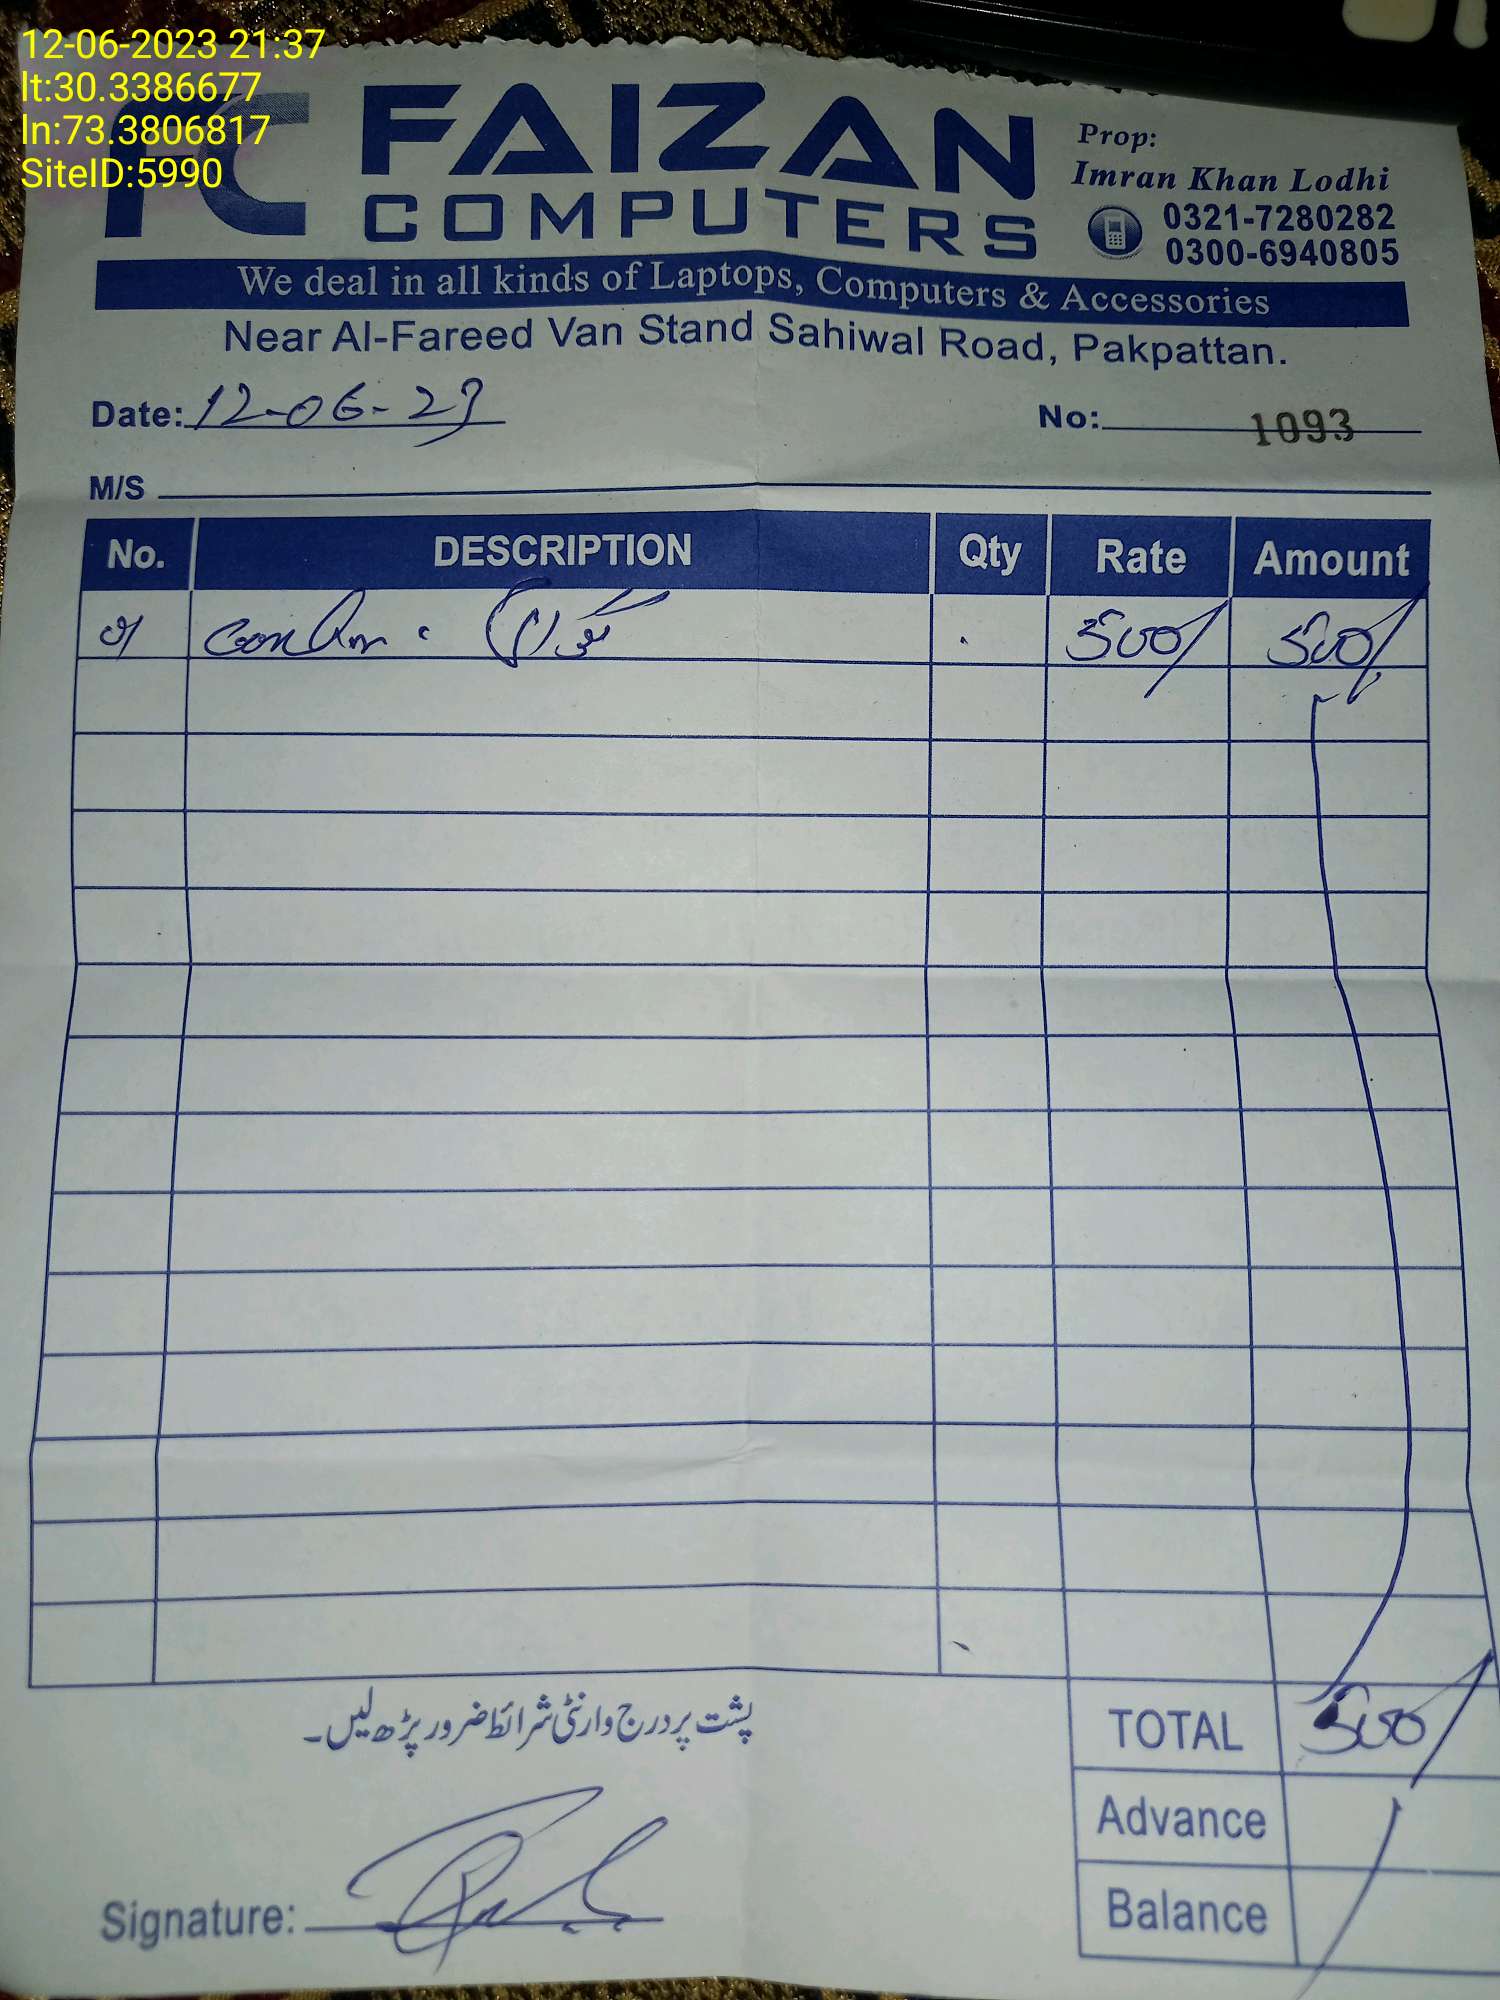 12-06-2023 21:37
lt:30.3386677
ln:73.3806817
SiteID:5990
FC FAIZAN
COMPUTERS
Prop:
Imran Khan Lodhi
0321-7280282
0300-6940805
We deal in all kinds of Laptops, Computers & Accessories
Near Al-Fareed Van Stand Sahiwal Road, Pakpattan.
Date: 12-06-23 No: 1093
M/S
No. DESCRIPTION Qty Rate Amount
500/ 500/
TOTAL 500/
پشت پر درج وارنٹی شرائط ضرور پڑھ لیں۔
Advance
Balance
Signature: